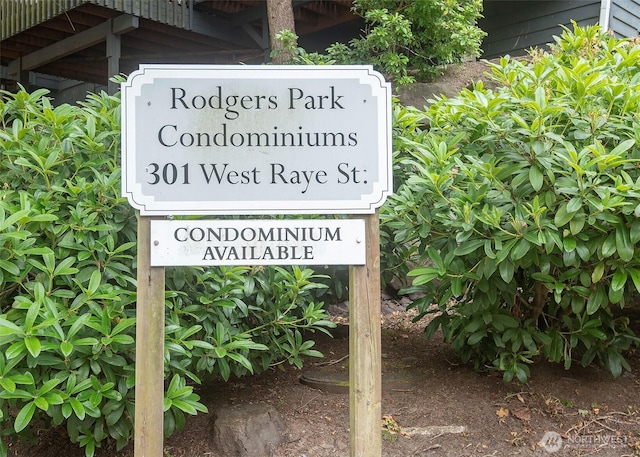 Rodgers Park
Condominiums
301 West Raye St.
CONDOMINIUM
AVAILABLE
NORTHWEST